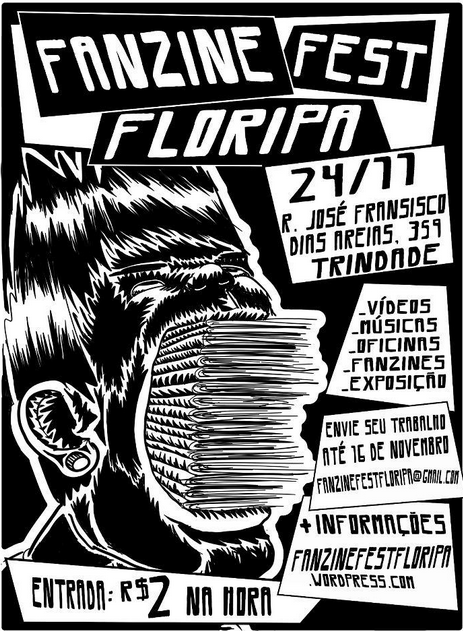 FANZINE FEST
FLORIPA
24/11
R. JOSÉ FRANSISCO
DIAS AREIAS, 359
TRINDADE
_VÍDEOS
_MÚSICAS
_OFICINAS
_FANZINES
_EXPOSIÇÃO
ENVIE SEU TRABALHO
ATÉ 16 DE NOVEMBRO
FANZINEFESTFLORIPA@GMAIL.COM
+ INFORMAÇÕES
FANZINEFESTFLORIPA
.WORDPRESS.COM
ENTRADA: R$2 NA HORA